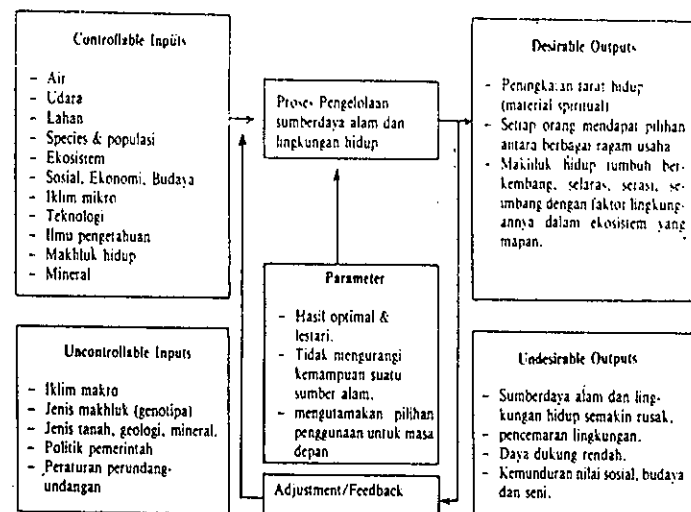 Controllable Inputs
- Air
- Udara
- Lahan
- Species & populasi
- Ekosistem
- Sosial, Ekonomi, Budaya
- Iklim mikro
- Teknologi
- Ilmu pengetahuan
- Makhluk hidup
- Mineral
Uncontrollable Inputs
- Iklim makro
- Jenis makhluk (genotipa)
- Jenis tanah, geologi, mineral.
- Politik pemerintah
- Peraturan perundang-
undangan
Proses Pengelolaan
sumberdaya alam dan
lingkungan hidup
Parameter
- Hasil optimal &
lestari.
- Tidak mengurangi
kemampuan suatu
sumber alam.
- mengutamakan pilihan
penggunaan untuk masa
depan
Adjustment/Feedback
Desirable Outputs
- Peningkatan taraf hidup
(material spiritual)
- Setiap orang mendapat pilihan
antara berbagai ragam usaha
- Makhluk hidup tumbuh ber-
kembang, selaras, serasi, se-
imbang dengan faktor lingkung-
annya dalam ekosistem yang
mapan.
Undesirable Outputs
- Sumberdaya alam dan ling-
kungan hidup semakin rusak.
- pencemaran lingkungan.
- Daya dukung rendah.
- Kemunduran nilai sosial, budaya
dan seni.